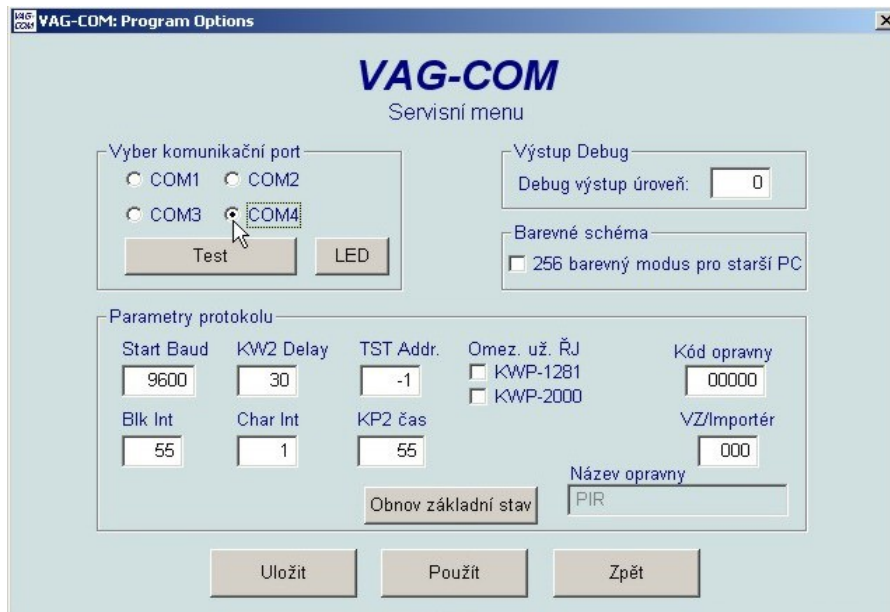 VAG-COM VAG-COM: Program Options
VAG-COM
Servisní menu
Vyber komunikační port
COM1 COM2
COM3 COM4
Test LED
Výstup Debug
Debug výstup úroveň: 0
Barevné schéma
256 barevný modus pro starší PC
Parametry protokolu
Start Baud KW2 Delay TST Addr. Omez. už. ŘJ Kód opravny
9600 30 -1 KWP-1281 00000
KWP-2000
Blk Int Char Int KP2 čas VZ/Importér
55 1 55 000
Název opravny
Obnov základní stav PIR
Uložit Použít Zpět